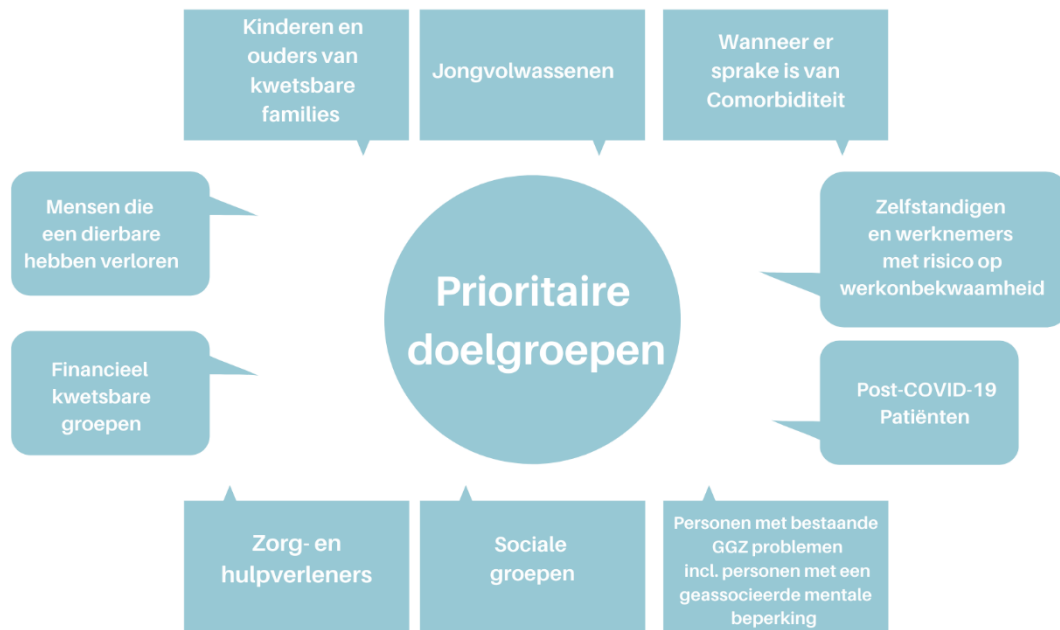 Kinderen en
ouders van
kwetsbare
families
Jongvolwassenen
Wanneer er
sprake is van
Comorbiditeit
Mensen die
een dierbare
hebben verloren
Zelfstandigen
en werknemers
met risico op
werkonbekwaamheid
Prioritaire
doelgroepen
Financieel
kwetsbare
groepen
Post-COVID-19
Patiënten
Zorg- en
hulpverleners
Sociale
groepen
Personen met bestaande
GGZ problemen
incl. personen met een
geassocieerde mentale
beperking